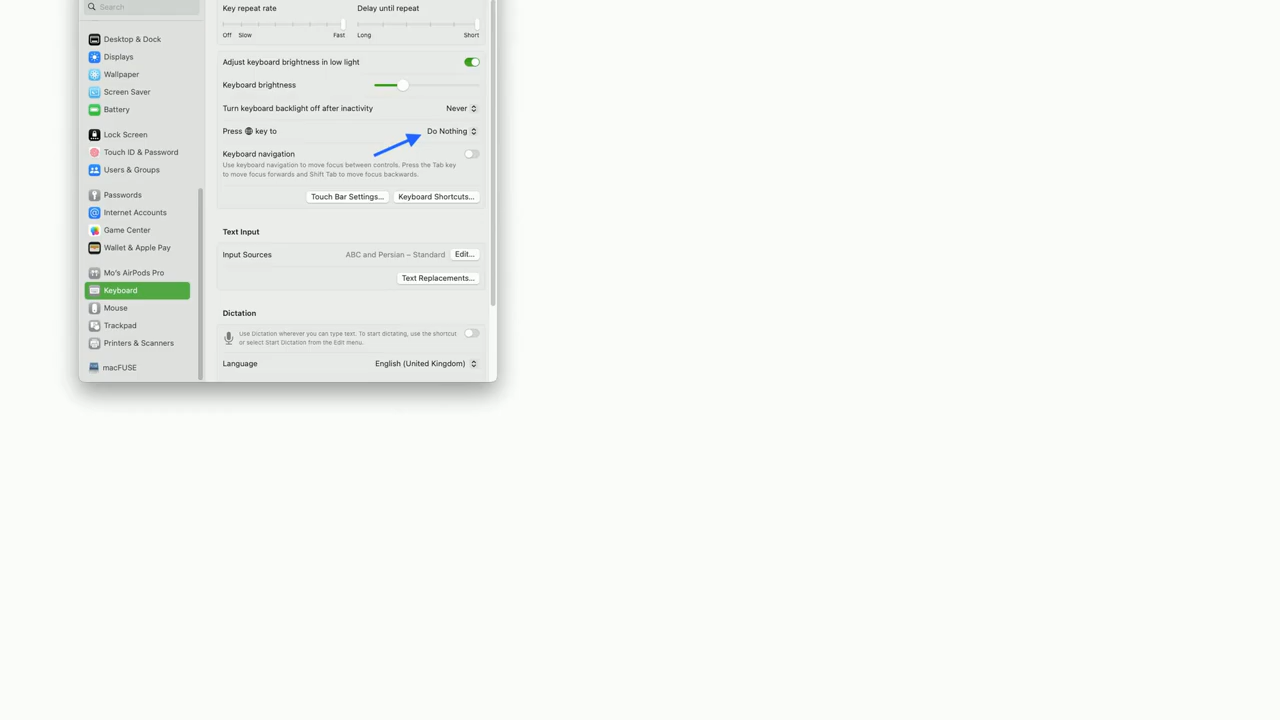 Search
Desktop & Dock
Displays
Wallpaper
Screen Saver
Battery
Lock Screen
Touch ID & Password
Users & Groups
Passwords
Internet Accounts
Game Center
Wallet & Apple Pay
Mo's AirPods Pro
Keyboard
Mouse
Trackpad
Printers & Scanners
macFUSE
Key repeat rate
Delay until repeat
Off Slow Fast
Long Short
Adjust keyboard brightness in low light
Keyboard brightness
Turn keyboard backlight off after inactivity Never
Press key to Do Nothing
Keyboard navigation
Use keyboard navigation to move focus between controls. Press the Tab key
to move focus forwards and Shift Tab to move focus backwards.
Touch Bar Settings... Keyboard Shortcuts...
Text Input
Input Sources ABC and Persian – Standard Edit...
Text Replacements...
Dictation
Use Dictation wherever you can type text. To start dictating, use the shortcut
or select Start Dictation from the Edit menu.
Language English (United Kingdom)